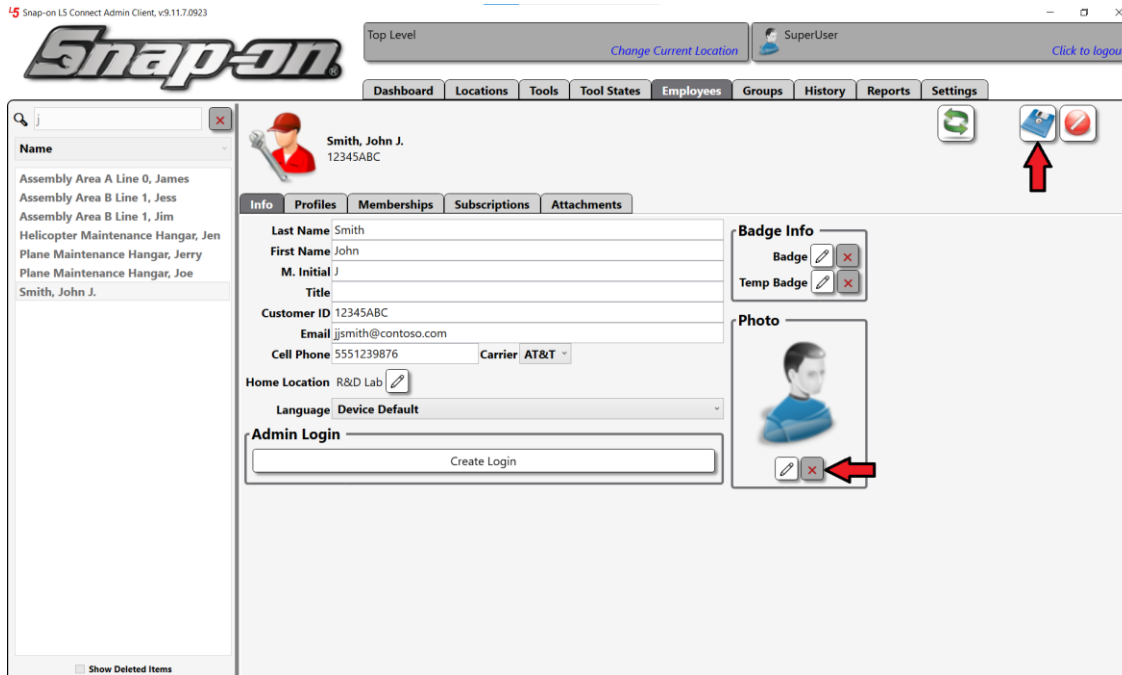 L5 Snap-on L5 Connect Admin Client, v:9.11.7.0923
Snap-on®
Top Level
Change Current Location
SuperUser
Click to logou
Dashboard Locations Tools Tool States Employees Groups History Reports Settings
j
Name
Assembly Area A Line 0, James
Assembly Area B Line 1, Jess
Assembly Area B Line 1, Jim
Helicopter Maintenance Hangar, Jen
Plane Maintenance Hangar, Jerry
Plane Maintenance Hangar, Joe
Smith, John J.
Show Deleted Items
Smith, John J.
12345ABC
Info Profiles Memberships Subscriptions Attachments
Last Name Smith
First Name John
M. Initial J
Title
Customer ID 12345ABC
Email jjsmith@contoso.com
Cell Phone 5551239876 Carrier AT&T
Home Location R&D Lab
Language Device Default
Admin Login
Create Login
Badge Info
Badge
Temp Badge
Photo